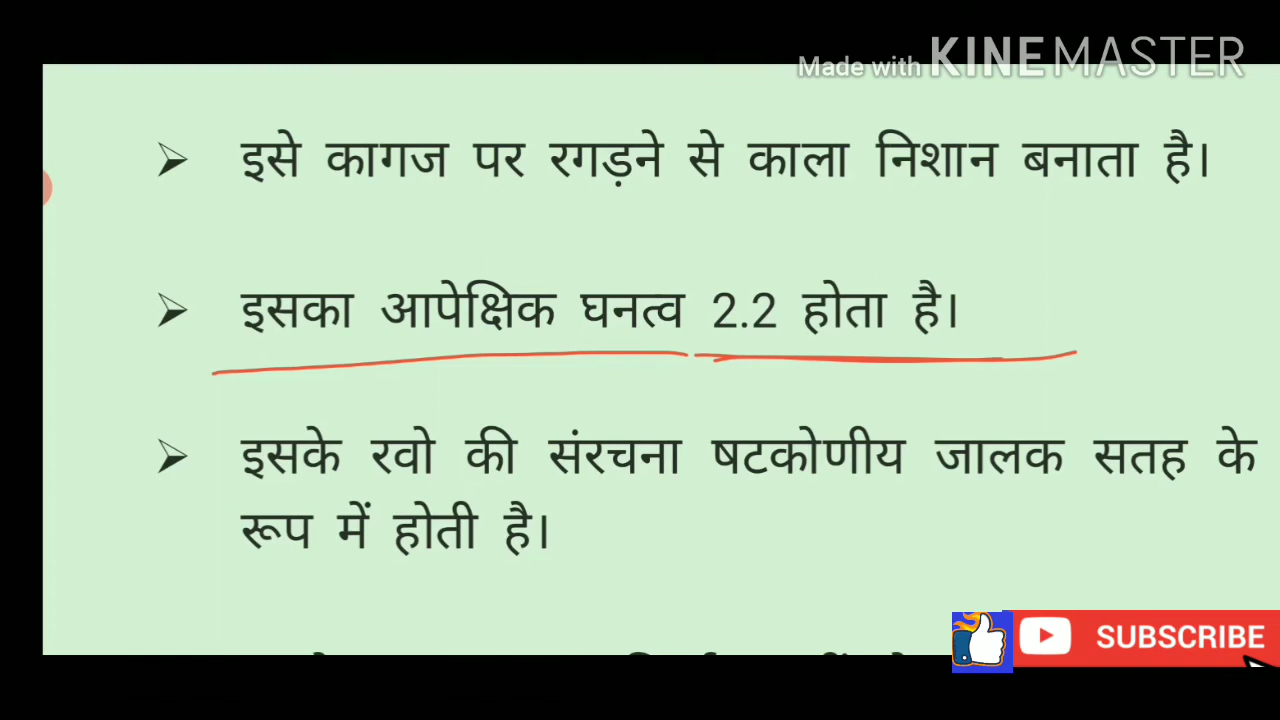 Made with KINEMASTER
➢ इसे कागज पर रगड़ने से काला निशान बनाता है।
➢ इसका आपेक्षिक घनत्व 2.2 होता है।
➢ इसके रवो की संरचना षटकोणीय जालक सतह के
रूप में होती है।
SUBSCRIBE